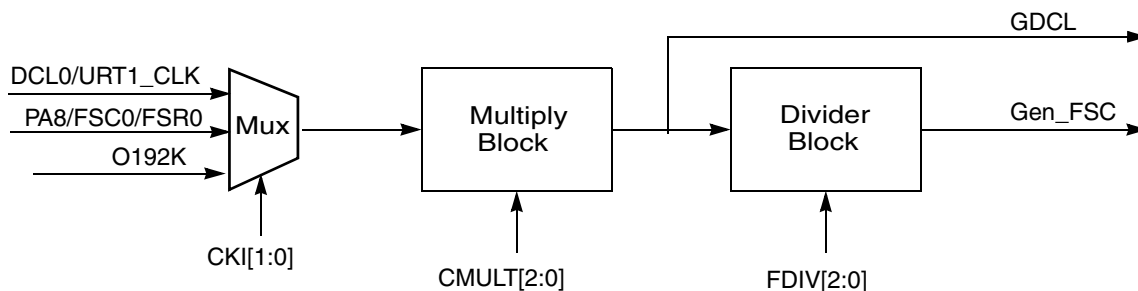 GDCL
DCL0/URT1_CLK
PA8/FSC0/FSR0
O192K
Mux
Multiply
Block
Divider
Block
Gen_FSC
CKI[1:0]
CMULT[2:0]
FDIV[2:0]